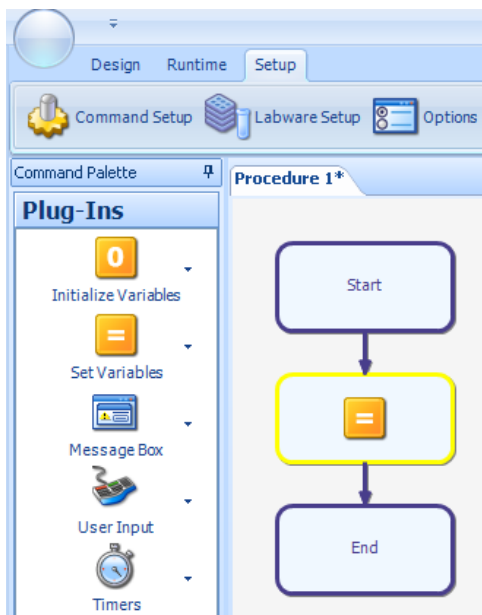 Design Runtime Setup
Command Setup Labware Setup Options
Command Palette
Procedure 1*
Plug-Ins
0
Initialize Variables
=
Set Variables
Message Box
User Input
Timers
Start
=
End